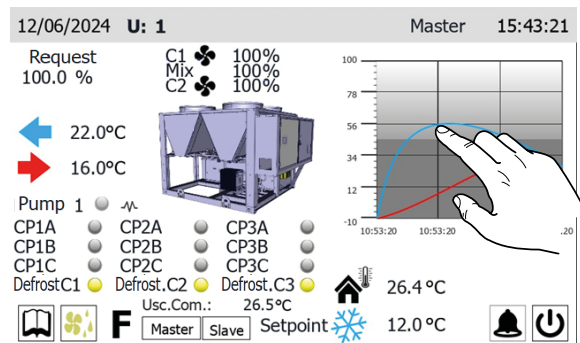 12/06/2024 U: 1 Master 15:43:21
Request
100.0 %
C1 100%
Mix 100%
C2 100%
22.0°C
16.0°C
Pump 1
CP1A CP2A CP3A
CP1B CP2B CP3B
CP1C CP2C CP3C
DefrostC1 Defrost.C2 Defrost.C3
100
78
56
34
12
-10
10:53:20 10:53:20 .20
26.4°C
Usc.Com.: 26.5°C
F Master Slave Setpoint 12.0°C